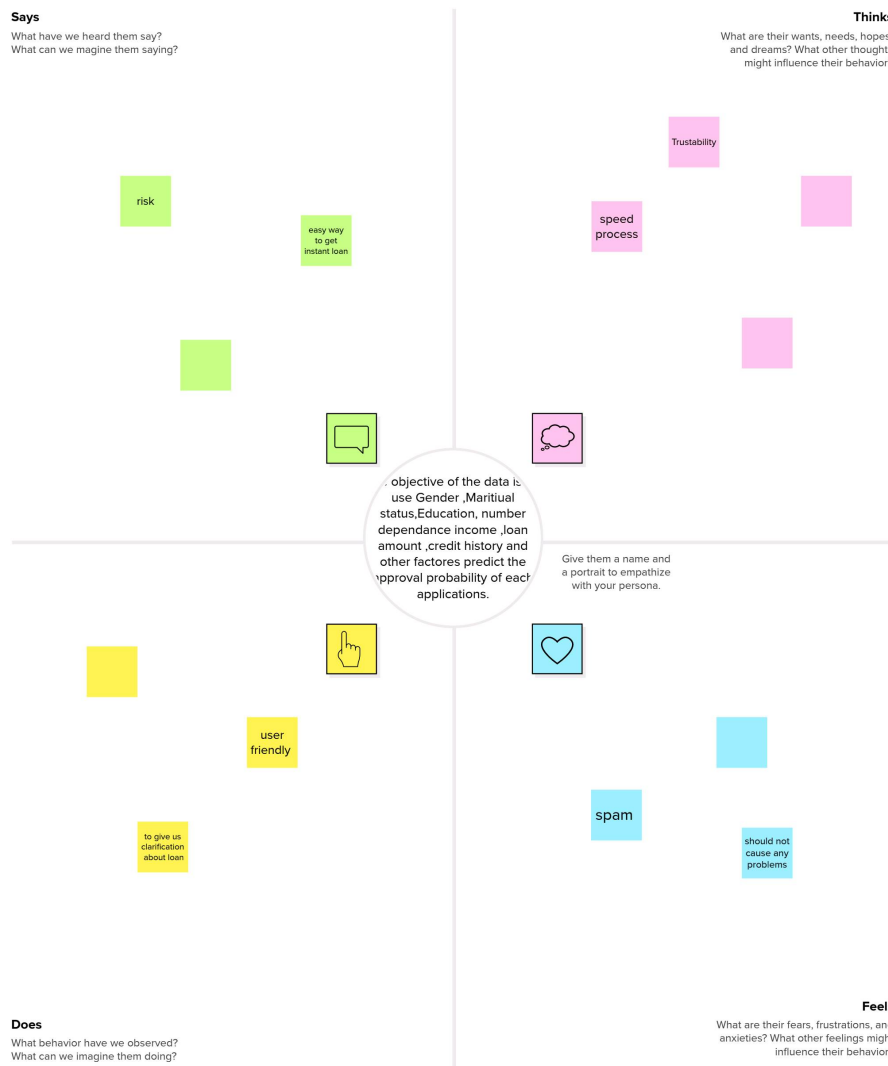 Says
What have we heard them say?
What can we magine them saying?
Think
What are their wants, needs, hopes
and dreams? What other thought
might influence their behavior
Trustability
risk
speed
process
easy way
to get
instant loan
objective of the data is
use Gender ,Maritiual
status,Education, number
dependance income ,loan
amount ,credit history and
other factores predict the
approval probability of each
applications.
Give them a name and
a portrait to empathize
with your persona.
user
friendly
to give us
clarification
about loan
spam
should not
cause any
problems
Feel
Does
What are their fears, frustrations, an
What behavior have we observed?
anxieties? What other feelings migh
What can we imagine them doing?
influence their behavior